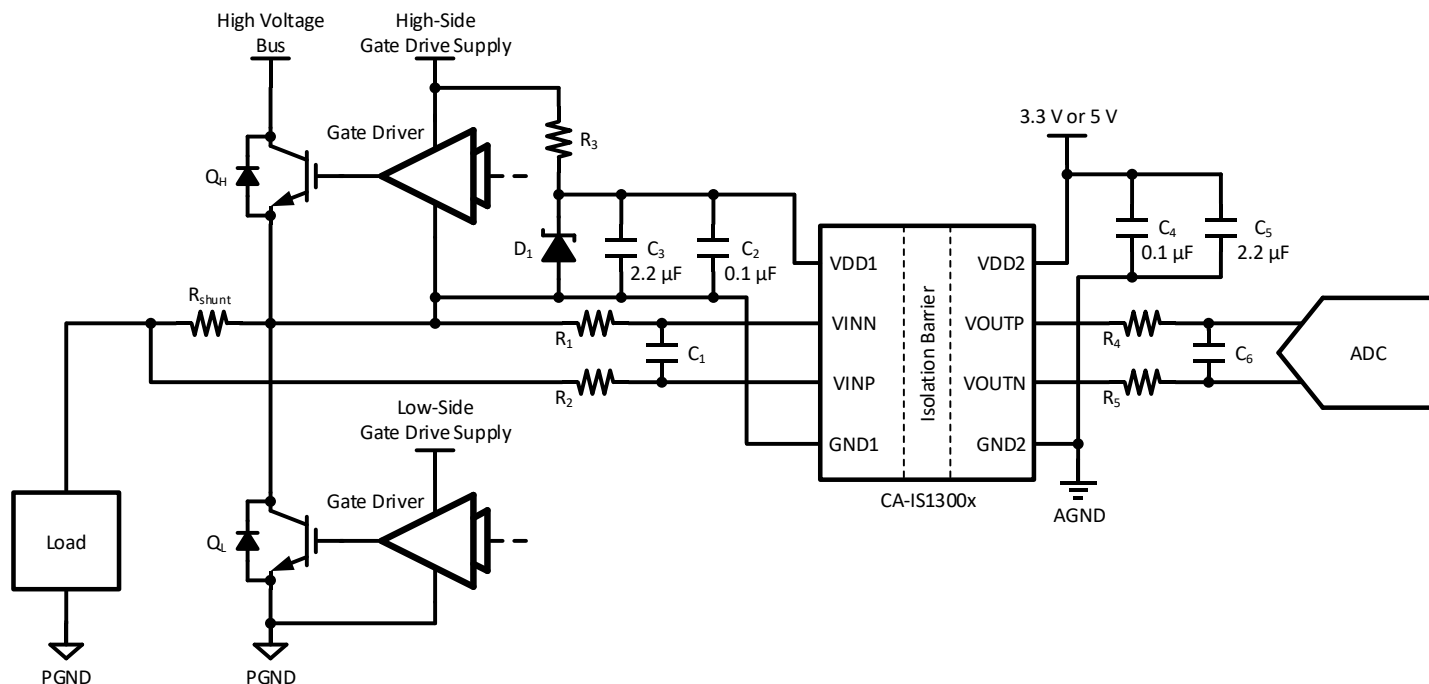 High Voltage
Bus
High-Side
Gate Drive Supply
3.3 V or 5 V
Gate Driver
R3
QH
D1
C3
2.2 µF
C2
0.1 µF
C4
0.1 µF
C5
2.2 µF
VDD1
VDD2
Rshunt
R1
C1
VINN
VOUTP
R4
C6
ADC
R2
VINP
VOUTN
R5
Isolation Barrier
Low-Side
Gate Drive Supply
GND1
GND2
CA-IS1300x
AGND
Gate Driver
Load
QL
PGND
PGND